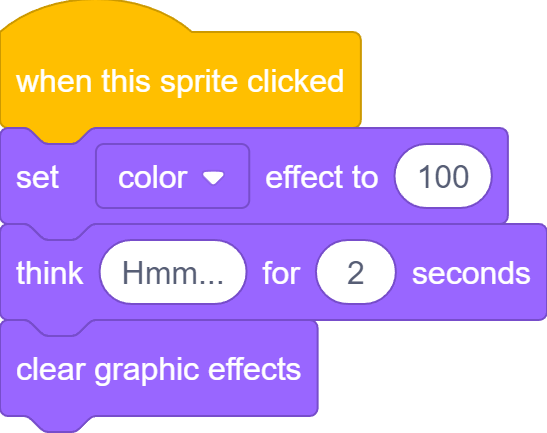 when this sprite clicked
set color effect to 100
think Hmm... for 2 seconds
clear graphic effects